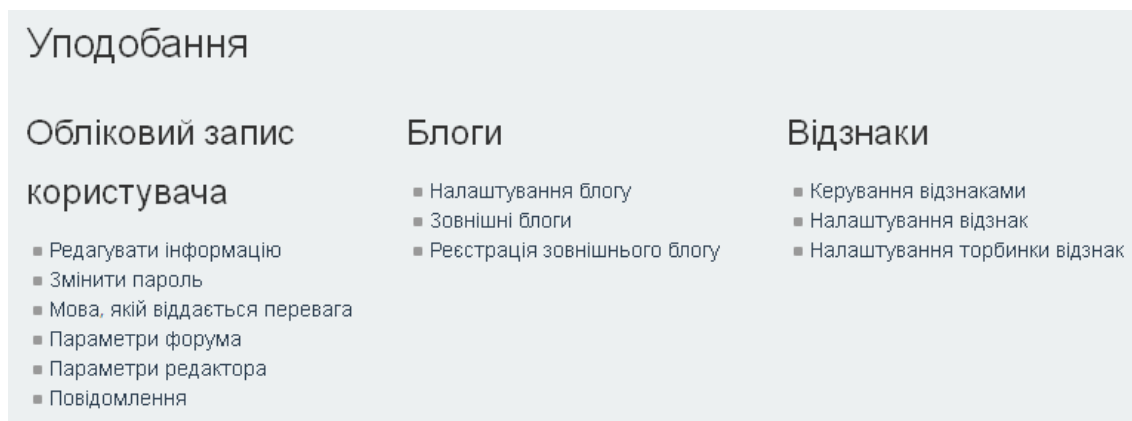 Уподобання
Обліковий запис
користувача
Редагувати інформацію
Змінити пароль
Мова, якій віддається перевага
Параметри форума
Параметри редактора
Повідомлення
Блоги
Налаштування блогу
Зовнішні блоги
Реєстрація зовнішнього блогу
Відзнаки
Керування відзнаками
Налаштування відзнак
Налаштування торбинки відзнак